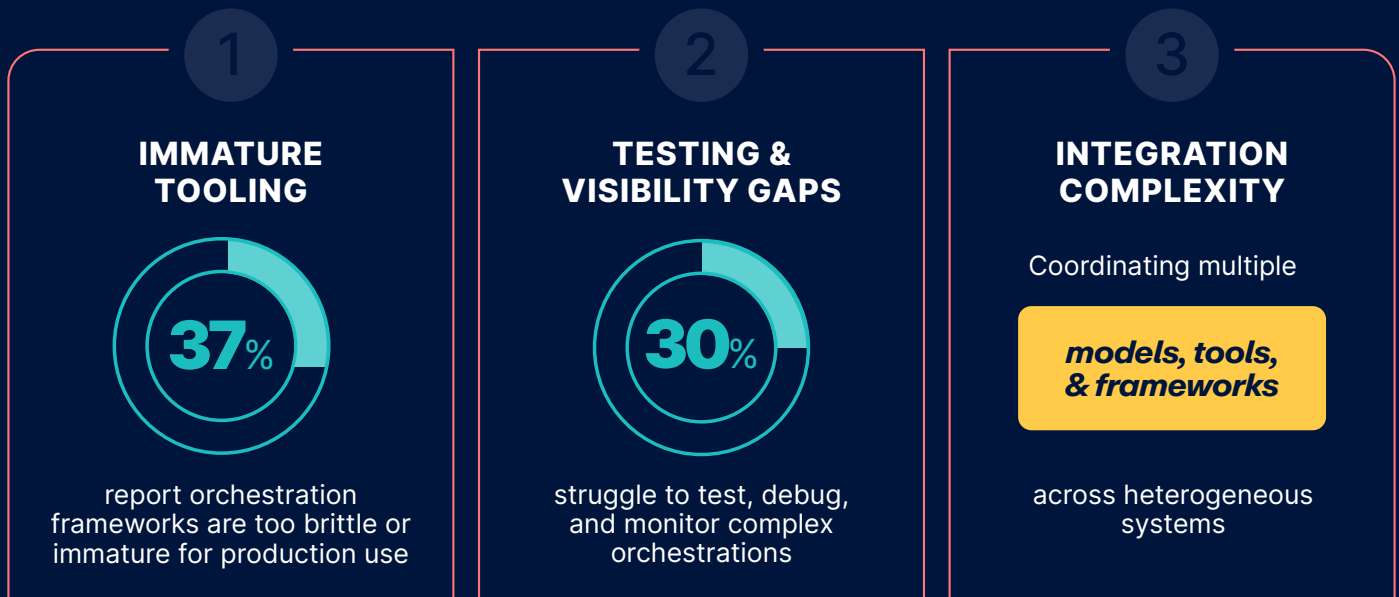 1
IMMATURE
TOOLING
37%
report orchestration
frameworks are too brittle or
immature for production use
2
TESTING &
VISIBILITY GAPS
30%
struggle to test, debug,
and monitor complex
orchestrations
3
INTEGRATION
COMPLEXITY
Coordinating multiple
models, tools,
& frameworks
across heterogeneous
systems